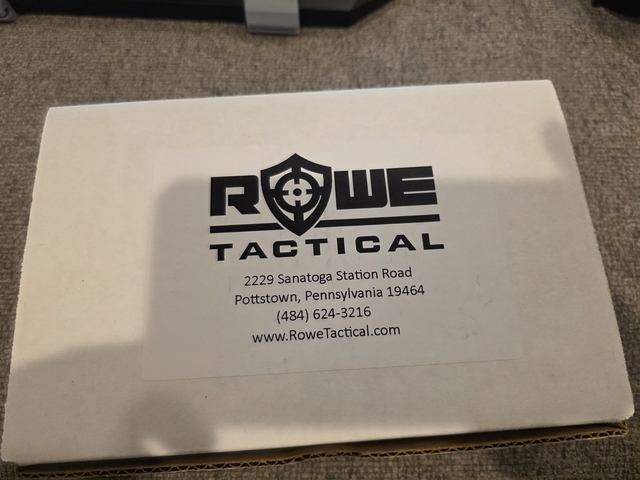 ROWE
TACTICAL
2229 Sanatoga Station Road
Pottstown, Pennsylvania 19464
(484) 624-3216
www.RoweTactical.com